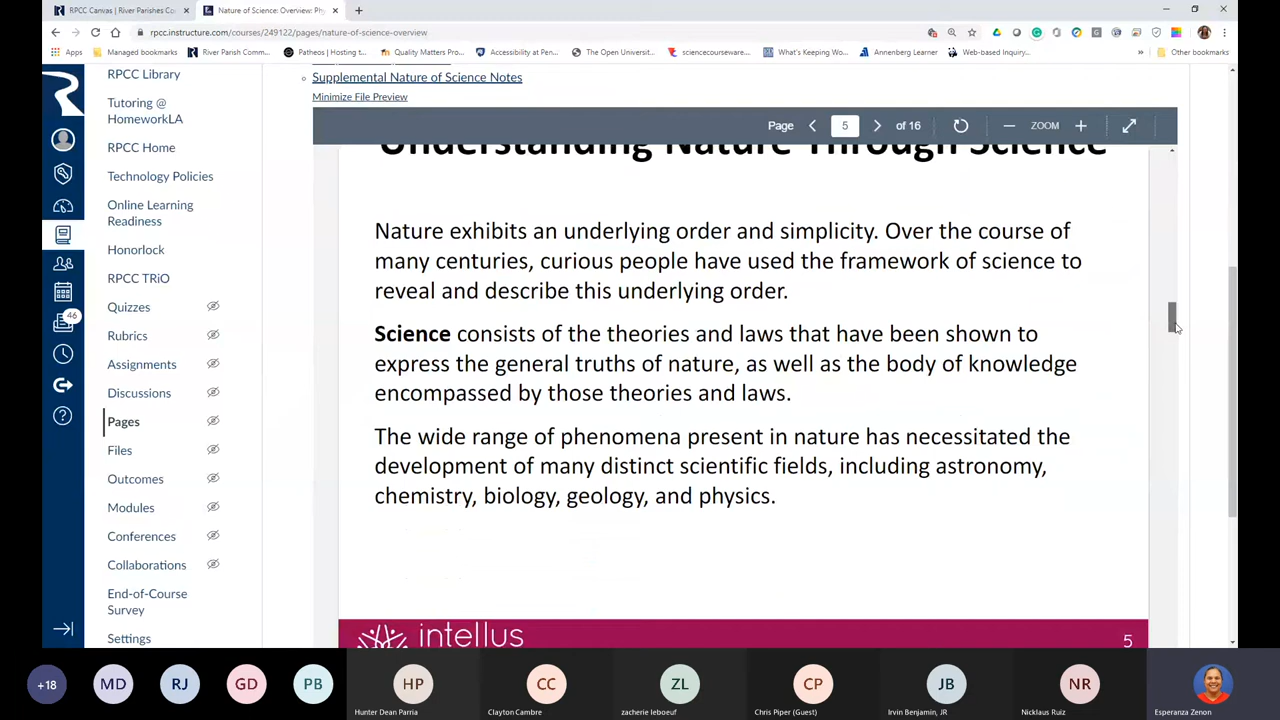 RPCC Canvas | River Parishes Co
Nature of Science: Overview: Ph
rpcc.instructure.com/courses/249122/pages/nature-of-science-overview
Apps
Managed bookmarks
RPCC
River Parish Comm...
Patheos | Hosting t...
Quality Matters Pro...
Accessibility at Pen...
The Open Universit...
sciencecourseware...
What's Keeping Wo...
Annenberg Learner
Web-based Inquiry...
»
Other bookmarks
RPCC Library
Tutoring @
HomeworkLA
RPCC Home
Technology Policies
Online Learning
Readiness
Honorlock
RPCC TRiO
Quizzes
Rubrics
Assignments
46
Discussions
Pages
Files
Outcomes
Modules
Conferences
Collaborations
End-of-Course
Survey
Settings
Supplemental Nature of Science Notes
Minimize File Preview
Page 5 of 16 ZOOM
Understanding Nature Through Science
Nature exhibits an underlying order and simplicity. Over the course of
many centuries, curious people have used the framework of science to
reveal and describe this underlying order.
Science consists of the theories and laws that have been shown to
express the general truths of nature, as well as the body of knowledge
encompassed by those theories and laws.
The wide range of phenomena present in nature has necessitated the
development of many distinct scientific fields, including astronomy,
chemistry, biology, geology, and physics.
intellus
5
+18
MD
RJ
GD
PB
HP
Hunter Dean Parria
CC
Clayton Cambre
ZL
zacherie leboeuf
CP
Chris Piper (Guest)
JB
Irvin Benjamin, JR
NR
Nicklaus Ruiz
Esperanza Zenon